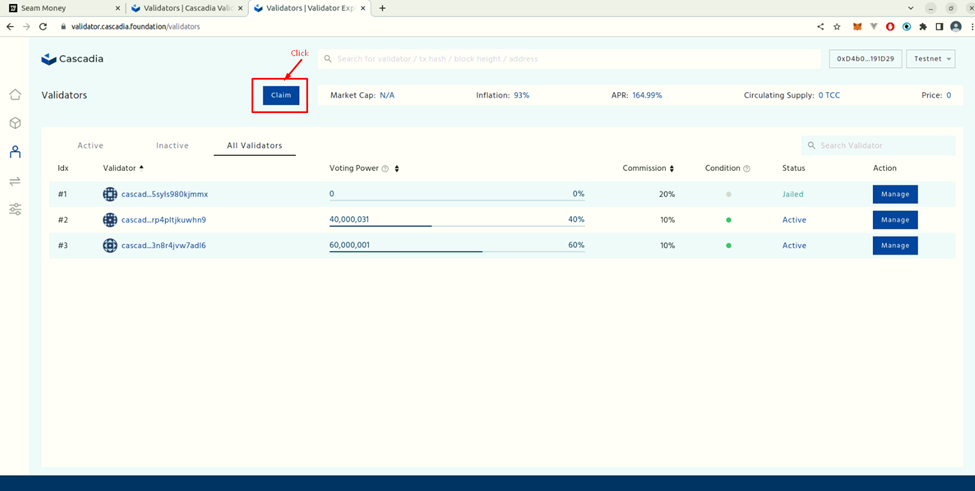 Seam Money
Validators | Cascadia Valic
Validators | Validator Exp
validator.cascadia.foundation/validators
Click
Cascadia
Search for validator / tx hash / block height / address
0xD4b0...191D29
Testnet
Validators
Claim
Market Cap: N/A
Inflation: 93%
APR: 164.99%
Circulating Supply: 0 TCC
Price: 0
Active
Inactive
All Validators
Search Validator
Idx Validator Voting Power Commission Condition Status Action
#1 cascad...5syls980kjmmx 0 0% 20% Jailed Manage
#2 cascad...rp4pltjkuwhn9 40,000,031 40% 10% Active Manage
#3 cascad...3n8r4jvw7adl6 60,000,001 60% 10% Active Manage